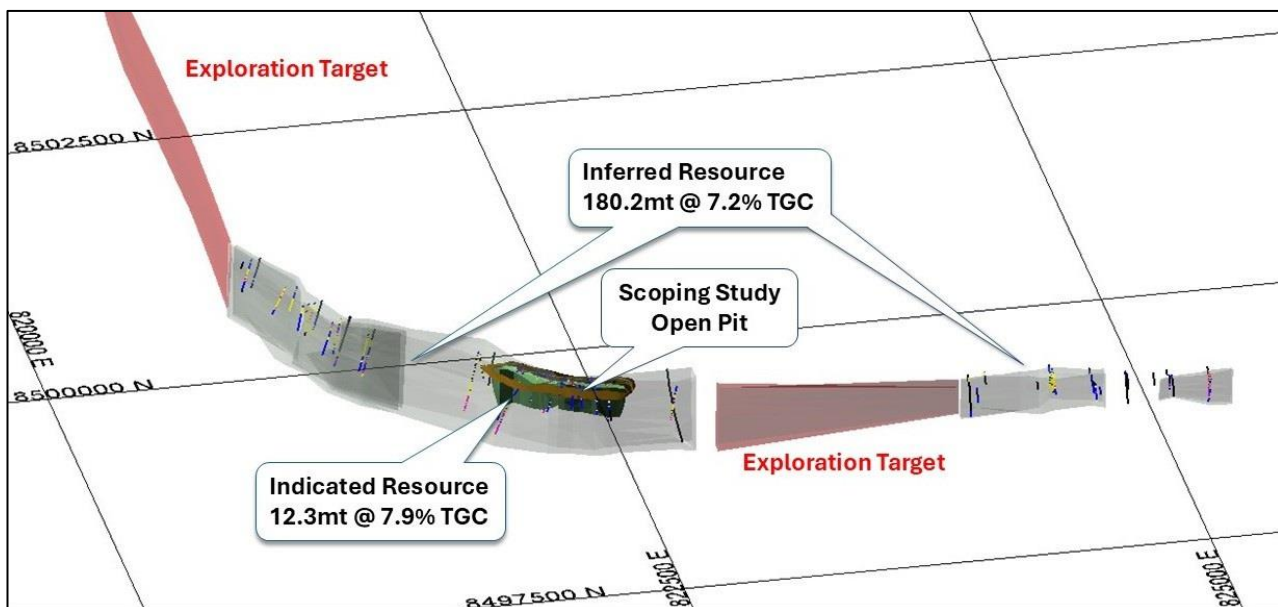 Exploration Target
8502500 N
Inferred Resource
180.2mt @ 7.2% TGC
Scoping Study
Open Pit
820000 E
8500000 N
Exploration Target
Indicated Resource
12.3mt @ 7.9% TGC
822500 E
825000 E
8497500 N